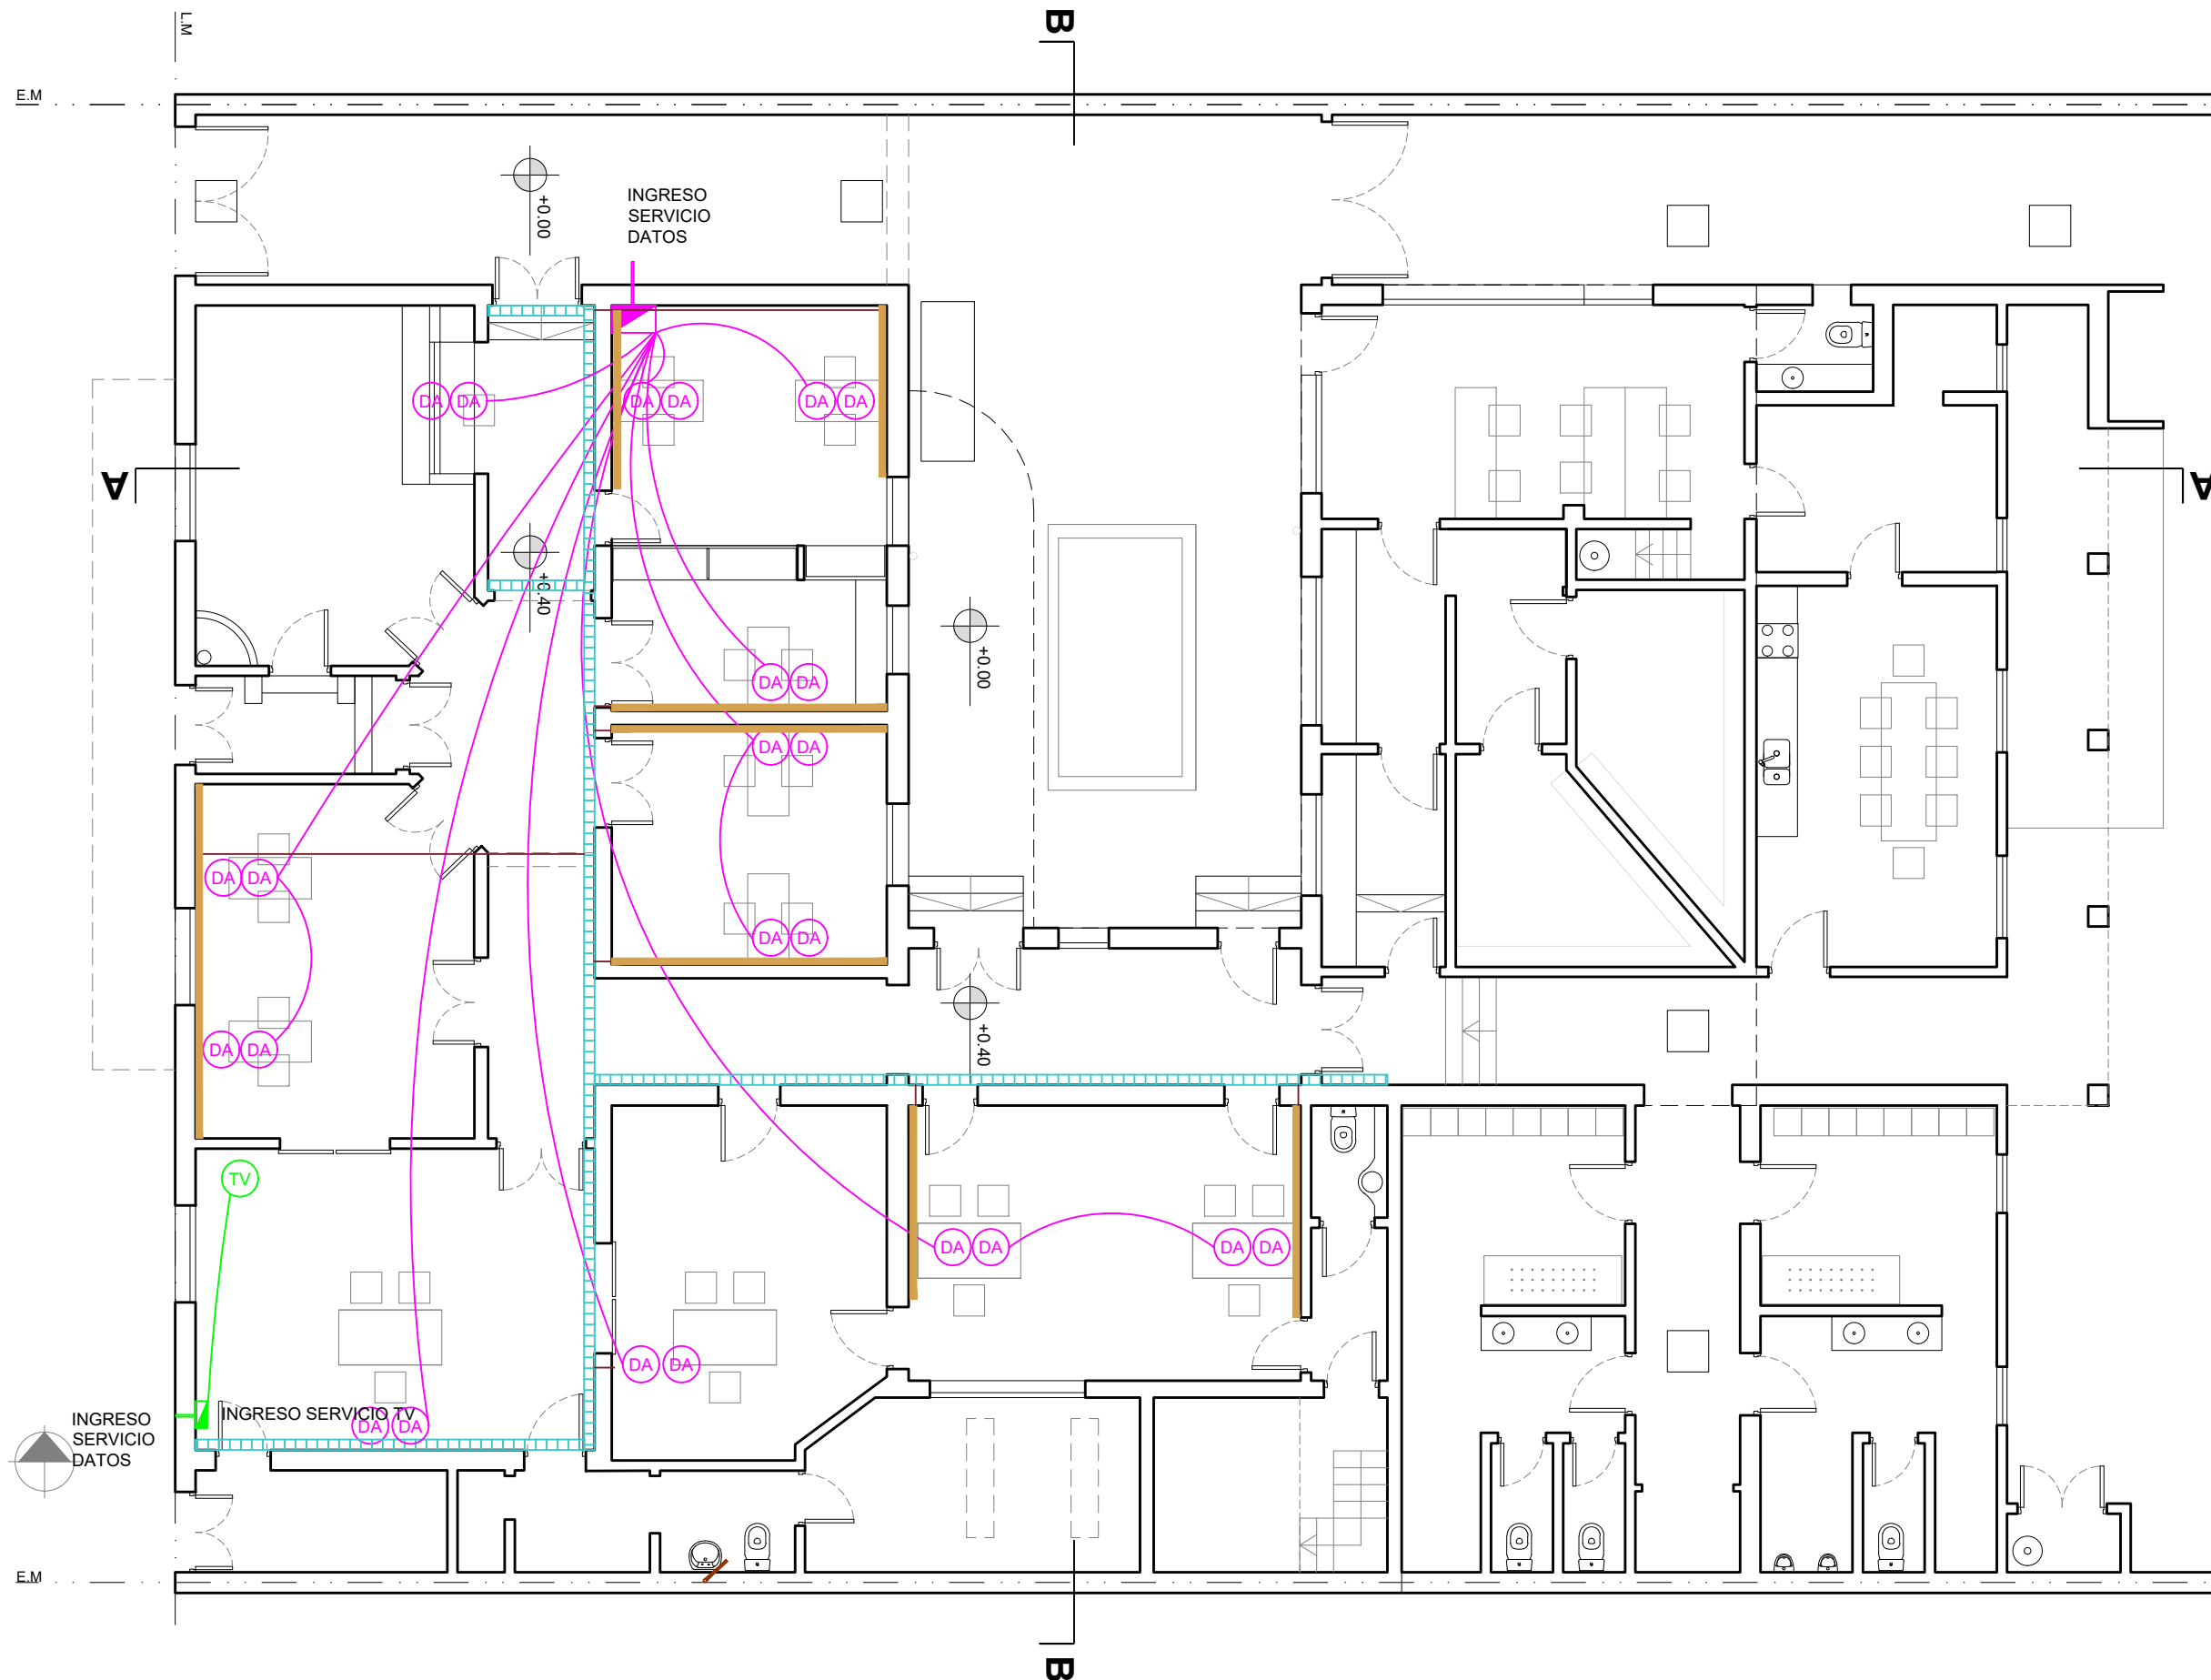 B
L.M
E.M
INGRESO
SERVICIO
DATOS
+0.00
DA DA
DA DA
DA DA
A
A
+0.40
+0.00
DA DA
DA DA
DA DA
DA DA
+0.40
DA DA
TV
DA DA
DA DA
DA DA
INGRESO SERVICIO TV
DA DA
INGRESO
SERVICIO
DATOS
E.M
B